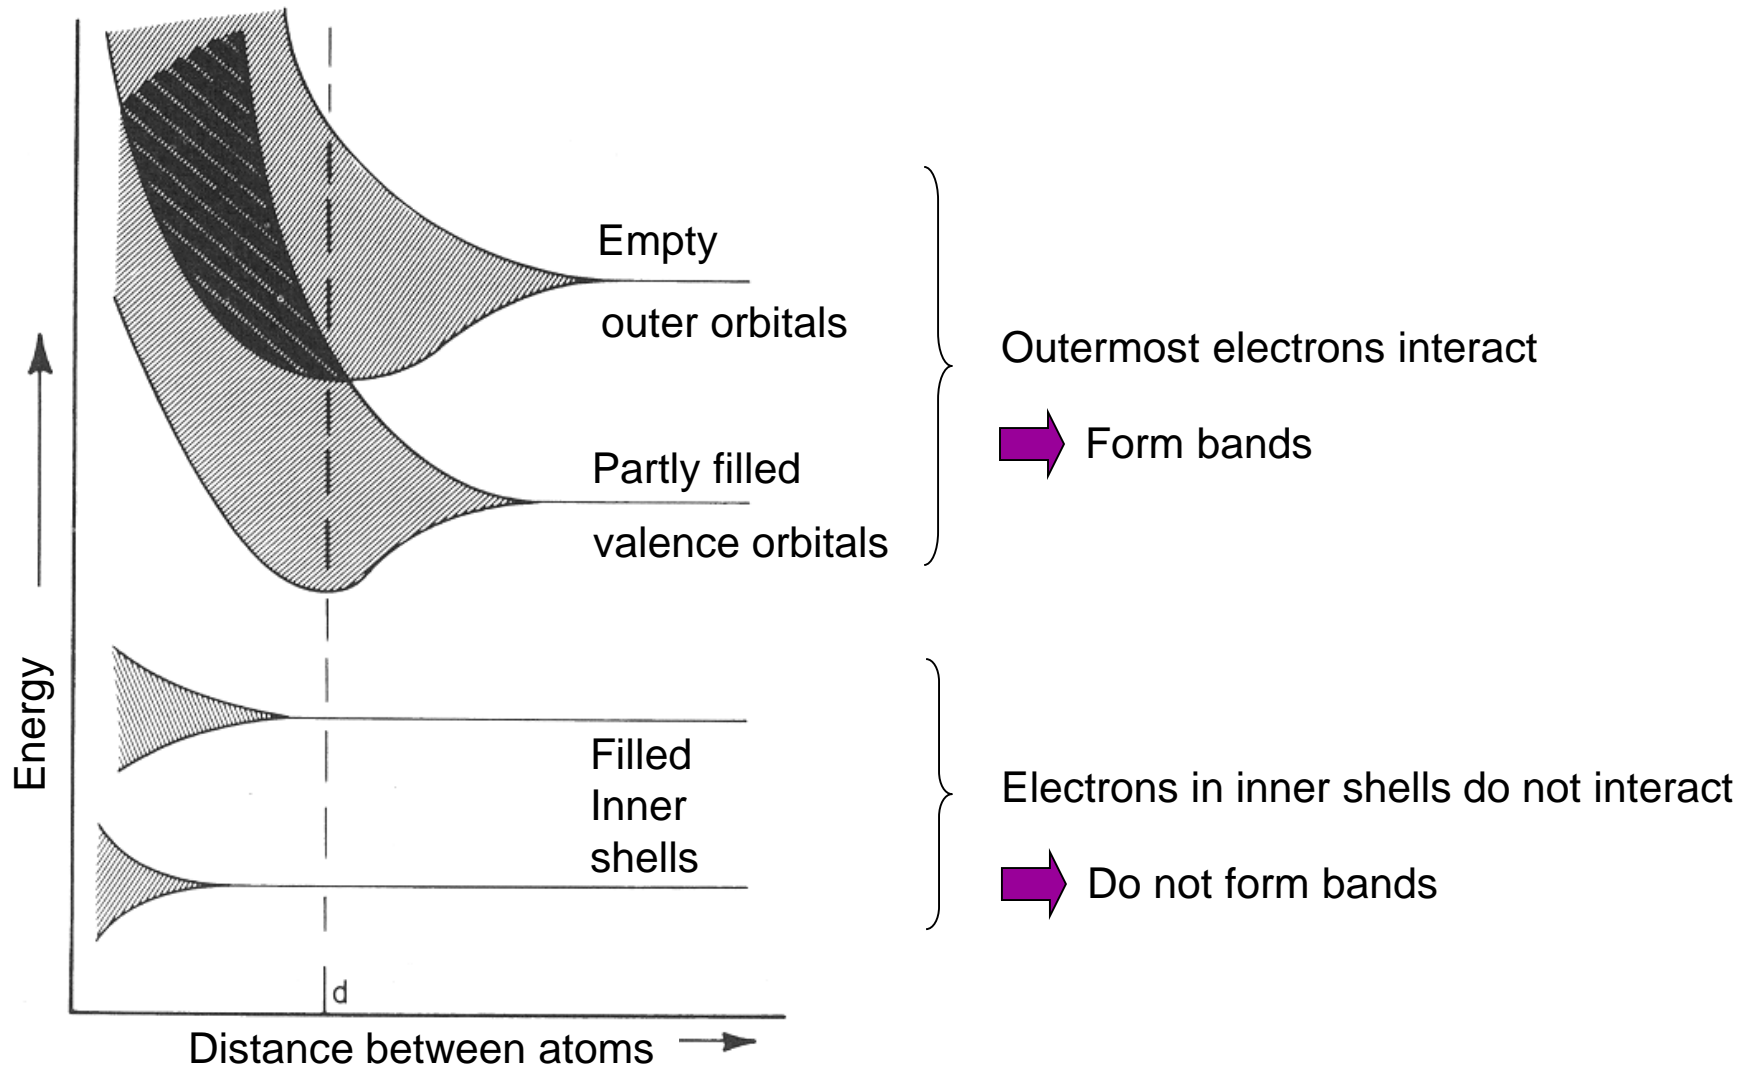 Empty
outer orbitals
Outermost electrons interact
Form bands
Partly filled
valence orbitals
Energy
Filled
Inner
shells
Electrons in inner shells do not interact
Do not form bands
d
Distance between atoms